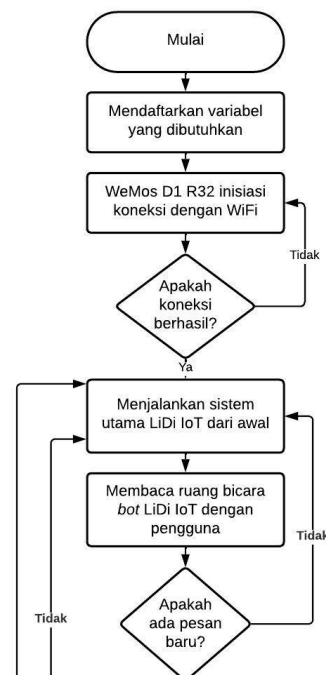 Mulai
Mendaftarkan variabel
yang dibutuhkan
WeMos D1 R32 inisiasi
koneksi dengan WiFi
Tidak
Apakah
koneksi
berhasil?
Ya
Menjalankan sistem
utama LiDi IoT dari awal
Membaca ruang bicara
bot LiDi IoT dengan
pengguna
Tidak
Apakah
ada pesan
baru?
Tidak